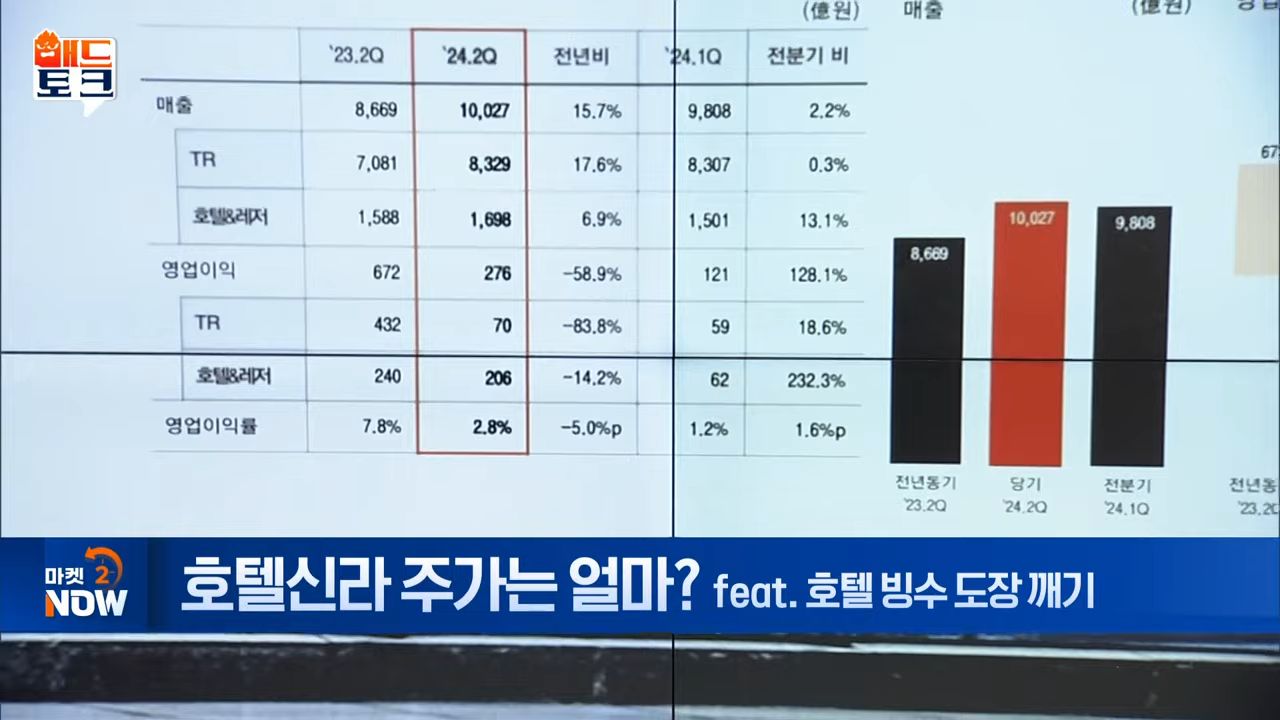 매드
토크
(億원)
매출
(億원)
'23.2Q '24.2Q 전년비 '24.1Q 전분기 비
매출 8,669 10,027 15.7% 9,808 2.2%
TR 7,081 8,329 17.6% 8,307 0.3%
호텔&레저 1,588 1,698 6.9% 1,501 13.1%
영업이익 672 276 -58.9% 121 128.1%
TR 432 70 -83.8% 59 18.6%
호텔&레저 240 206 -14.2% 62 232.3%
영업이익률 7.8% 2.8% -5.0%p 1.2% 1.6%p
8,669 10,027 9,808
전년동기 당기 전분기 전년동
'23.2Q '24.2Q '24.1Q '23.2Q
마켓 2
NOW
호텔신라 주가는 얼마? feat. 호텔 빙수 도장 깨기